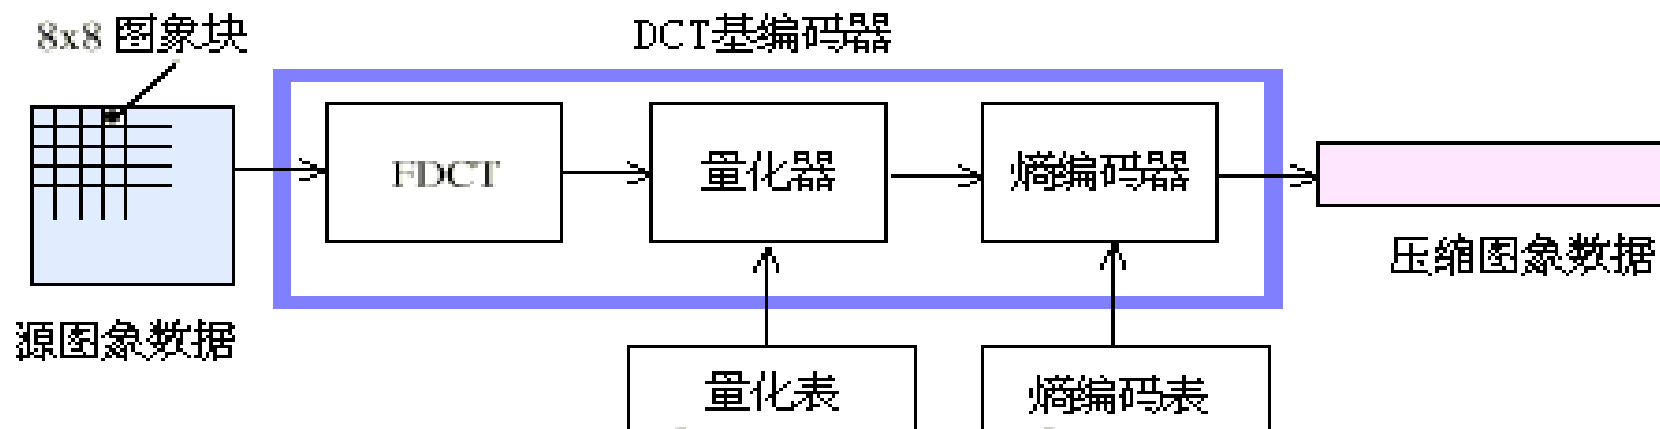 8x8 图象块
DCT基编码器
FDCT
量化器
熵编码器
压缩图象数据
源图象数据
量化表
熵编码表